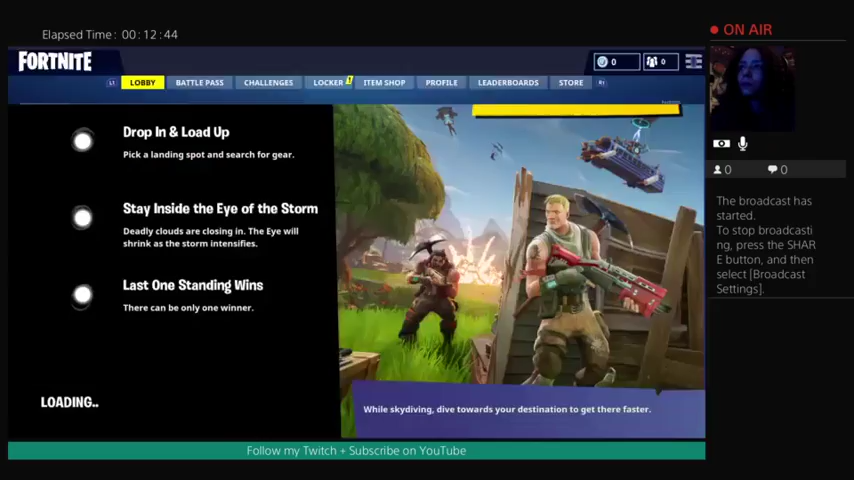 Elapsed Time : 00:12:44
ON AIR
FORTNITE
0
0
L1 LOBBY BATTLE PASS CHALLENGES LOCKER ! ITEM SHOP PROFILE LEADERBOARDS STORE R1
Drop In & Load Up
Pick a landing spot and search for gear.
Stay Inside the Eye of the Storm
Deadly clouds are closing in. The Eye will
shrink as the storm intensifies.
Last One Standing Wins
There can be only one winner.
LOADING..
While skydiving, dive towards your destination to get there faster.
Follow my Twitch + Subscribe on YouTube
0 0
The broadcast has
started.
To stop broadcasti
ng, press the SHAR
E button, and then
select [Broadcast
Settings].